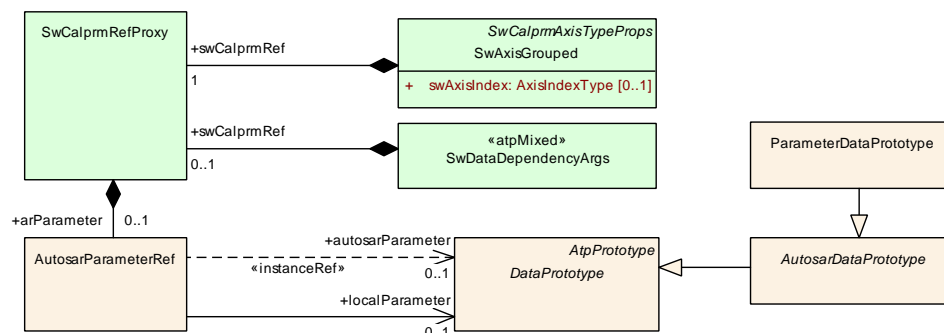 SwCalprmRefProxy
+swCalprmRef
1
SwCalprmAxisTypeProps
SwAxisGrouped
+ swAxisIndex: AxisIndexType [0..1]
+swCalprmRef
0..1
«atpMixed»
SwDataDependencyArgs
ParameterDataPrototype
+arParameter
0..1
AutosarParameterRef
+autosarParameter
«instanceRef»
0..1
AtpPrototype
DataPrototype
AutosarDataPrototype
+localParameter
0..1